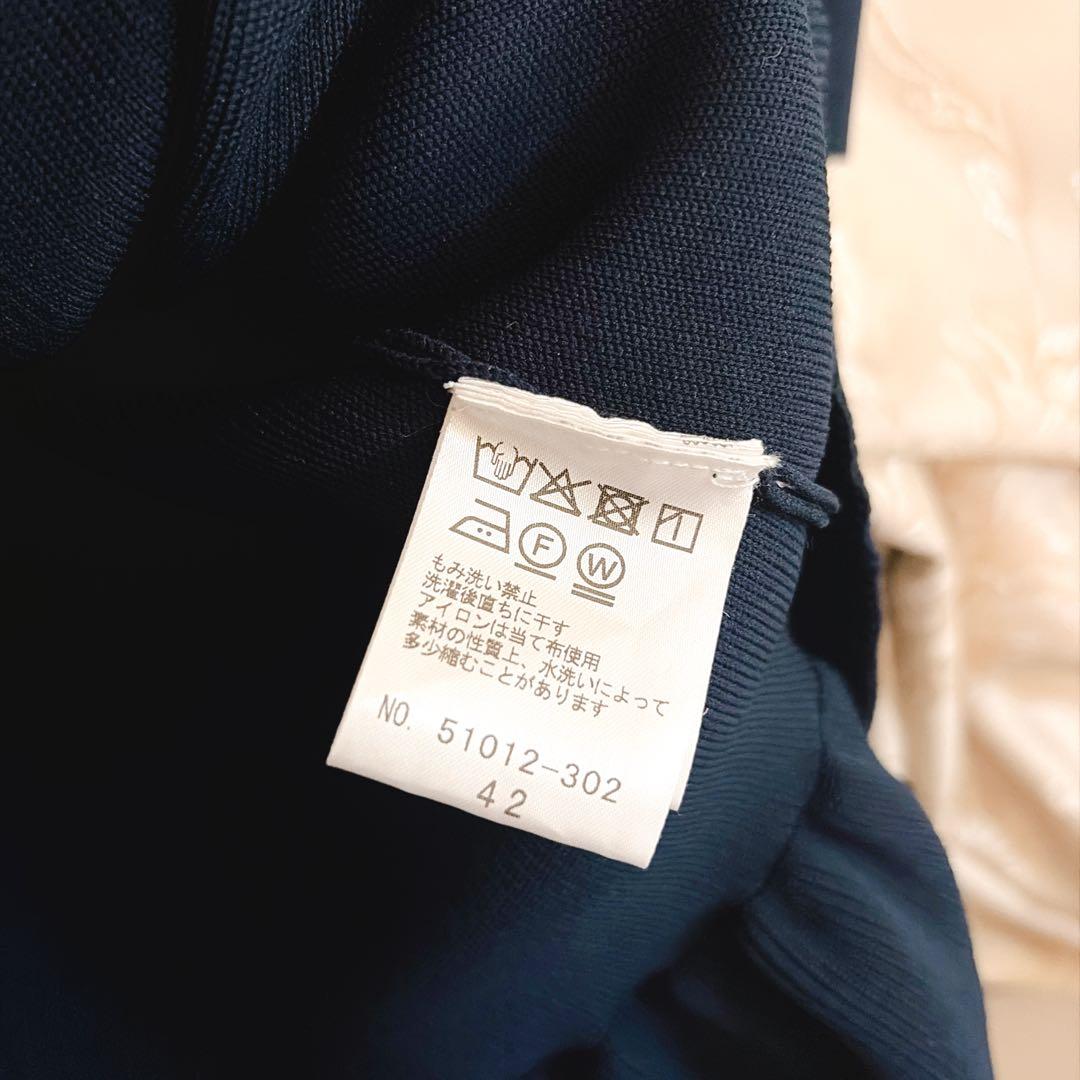 F W
もみ洗い禁止
洗濯後直ちに干す
アイロンは当て布使用
素材の性質上、水洗いによって
多少縮むことがあります
NO. 51012-302
42